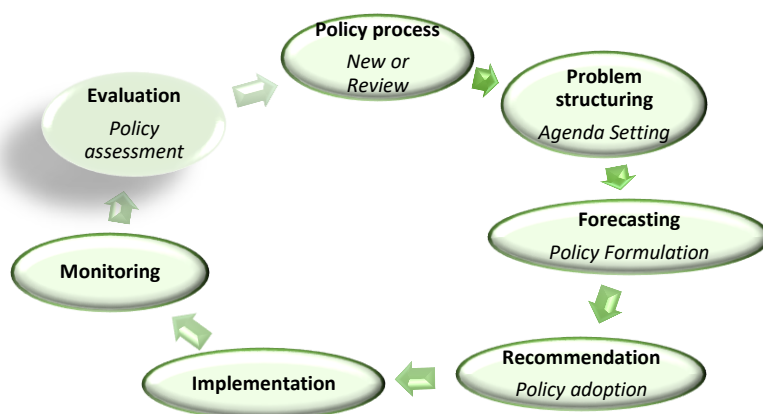 Policy process
New or
Review
Problem
structuring
Agenda Setting
Forecasting
Policy Formulation
Recommendation
Policy adoption
Implementation
Monitoring
Evaluation
Policy
assessment